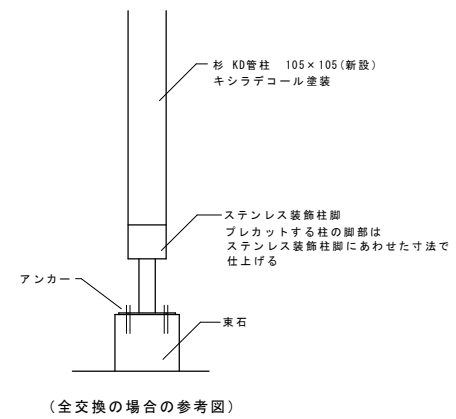 杉 KD管柱 105×105(新設)
キシラデコール塗装
ステンレス装飾柱脚
プレカットする柱の脚部は
ステンレス装飾柱脚にあわせた寸法で
仕上げる
アンカー
束石
(全交換の場合の参考図)